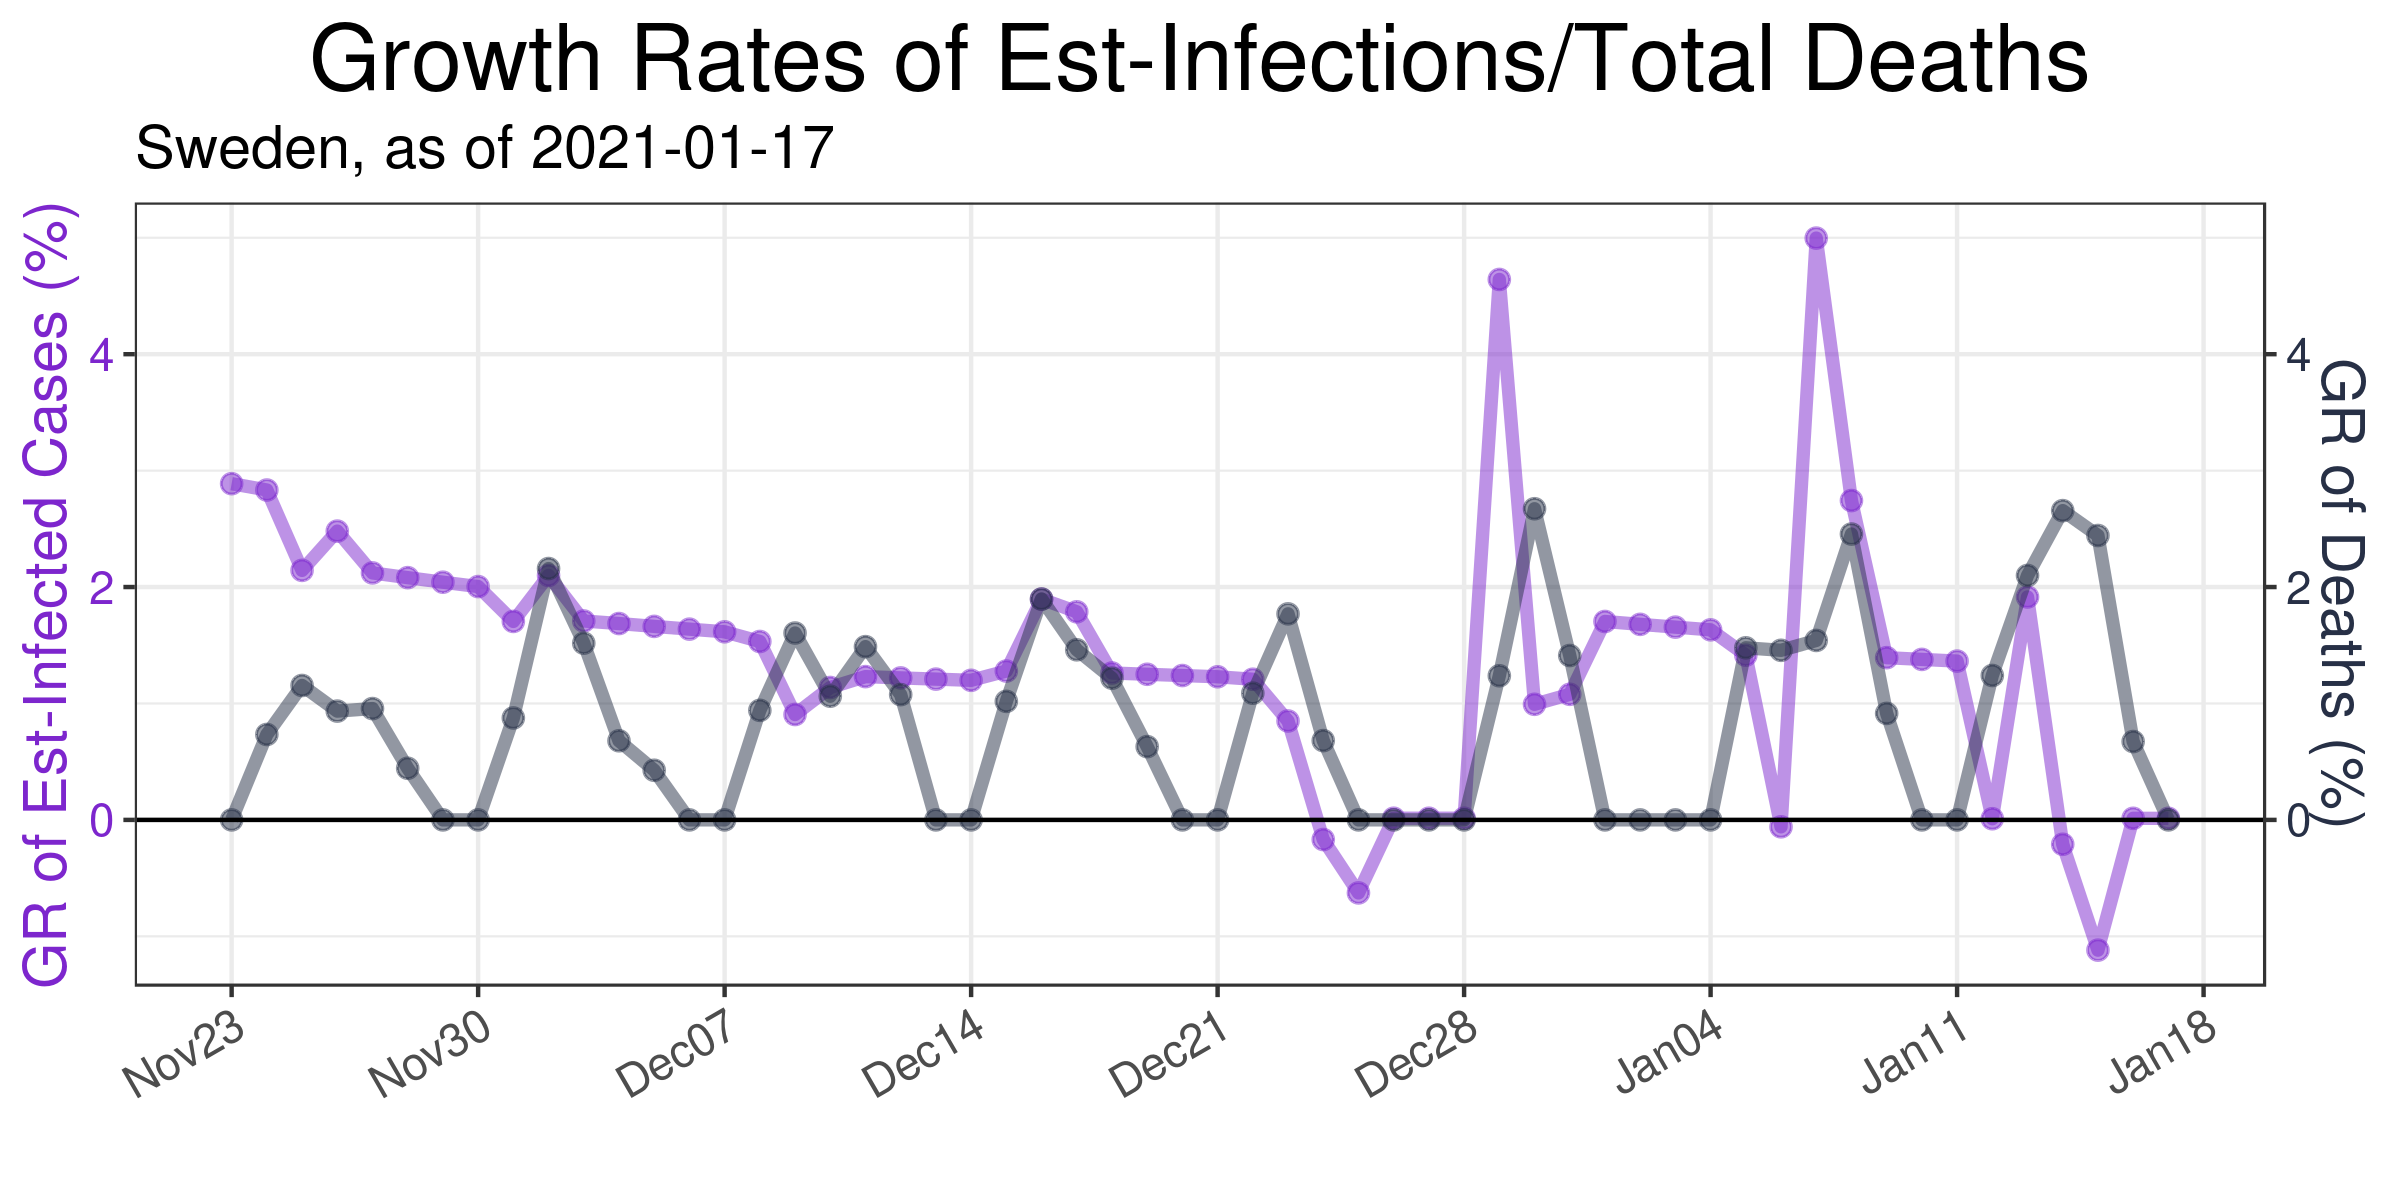 Growth Rates of Est-Infections/Total Deaths
Sweden, as of 2021-01-17
GR of Est-Infected Cases (%)
4
2
0
4
2
0
GR of Deaths (%)
Nov23
Nov30
Dec07
Dec14
Dec21
Dec28
Jan04
Jan11
Jan18